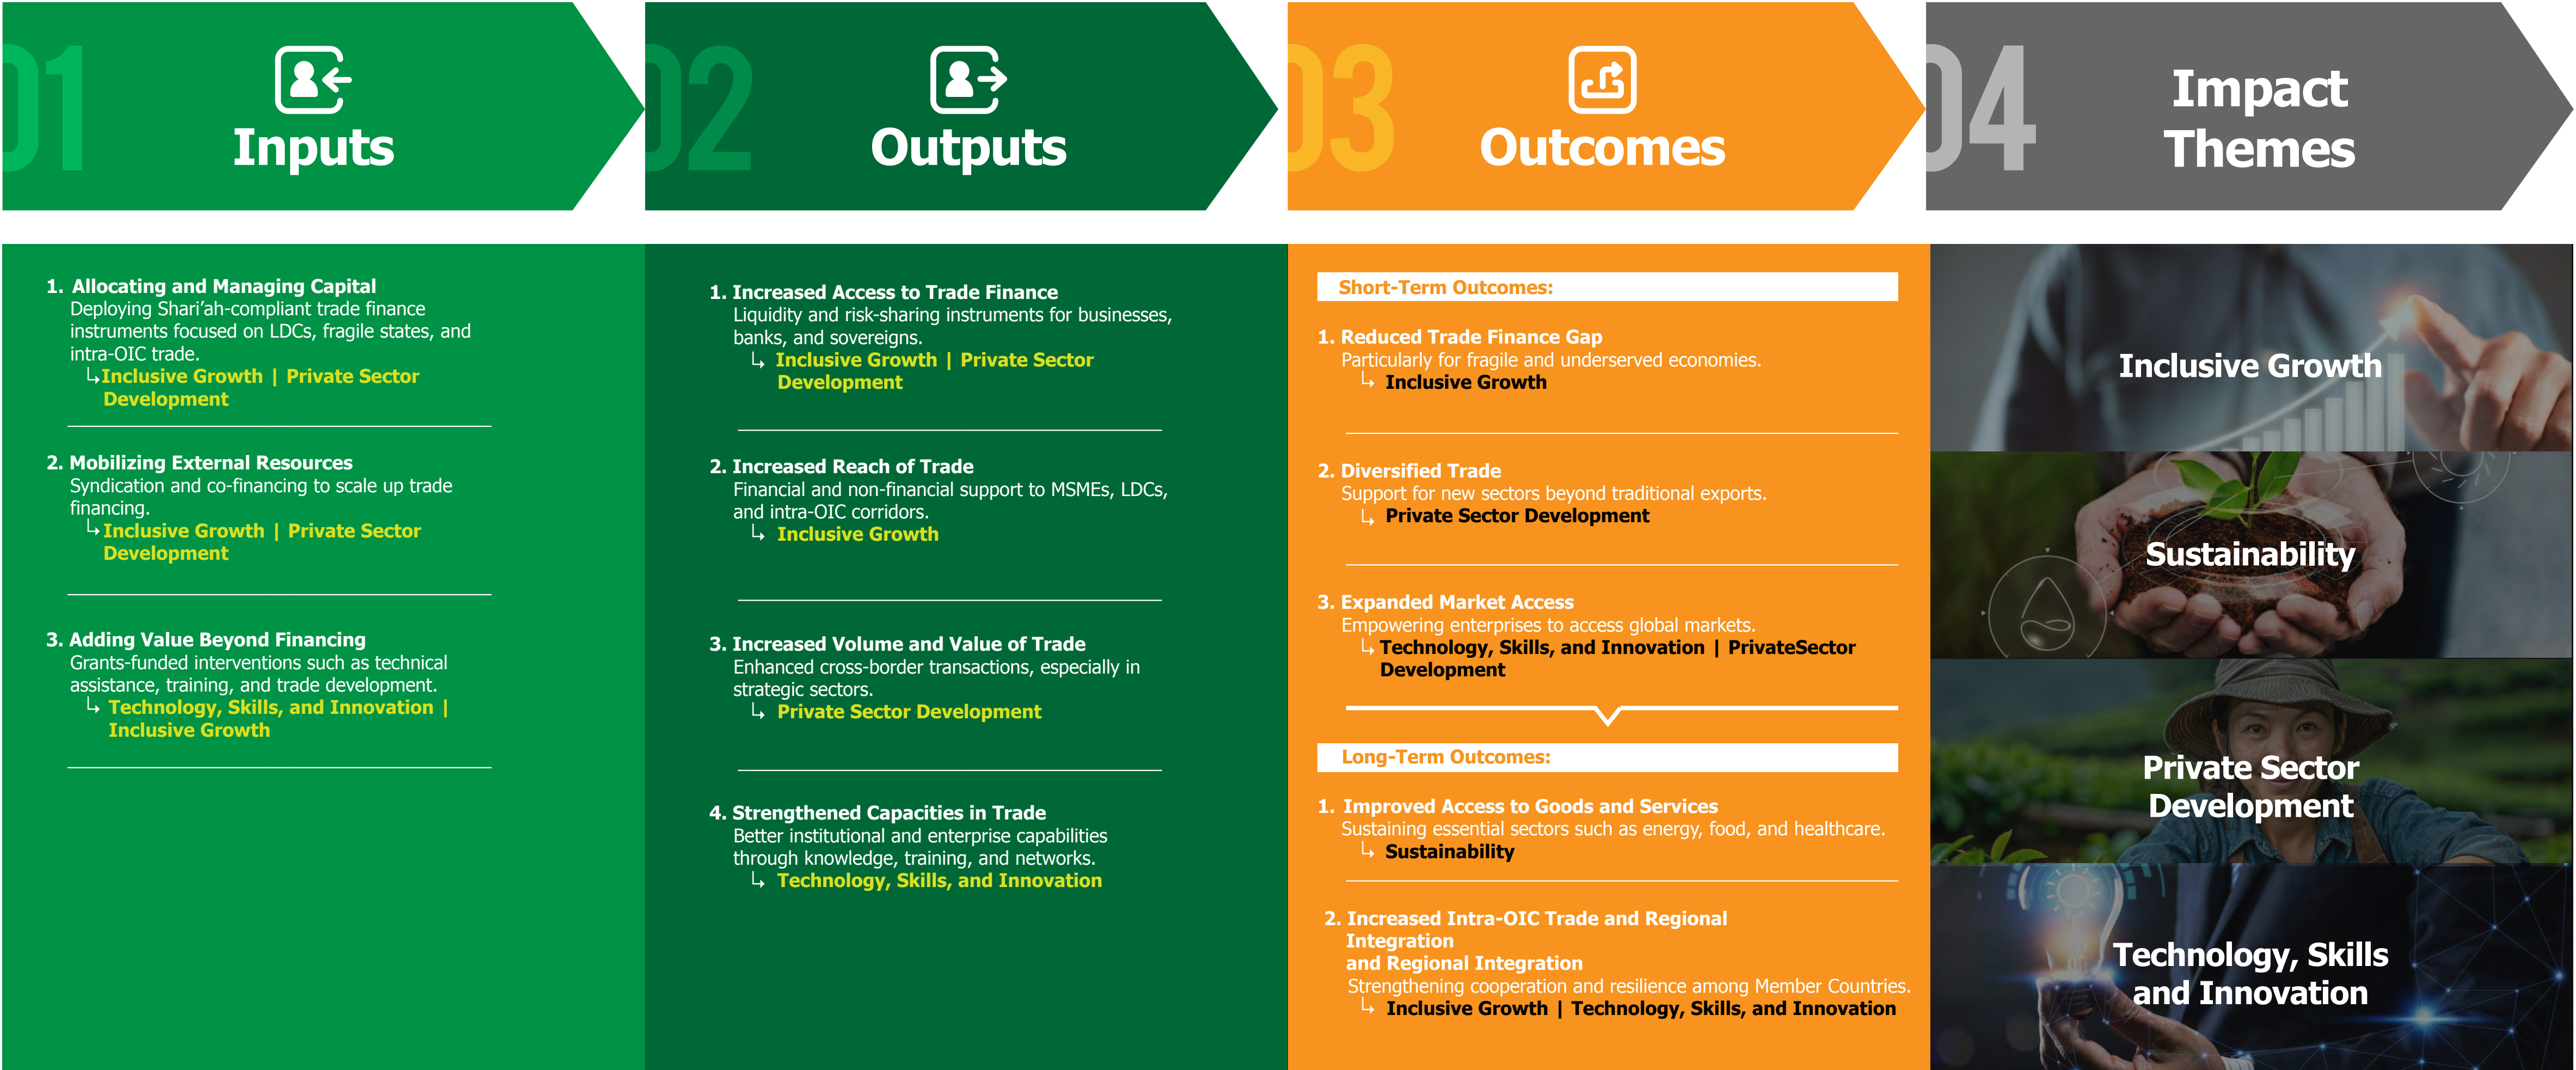 01
Inputs
02
Outputs
03
Outcomes
04
Impact
Themes
1. Allocating and Managing Capital
Deploying Shari’ah-compliant trade finance
instruments focused on LDCs, fragile states, and
intra-OIC trade.
Inclusive Growth | Private Sector
Development
2. Mobilizing External Resources
Syndication and co-financing to scale up trade
financing.
Inclusive Growth | Private Sector
Development
3. Adding Value Beyond Financing
Grants-funded interventions such as technical
assistance, training, and trade development.
Technology, Skills, and Innovation |
Inclusive Growth
1. Increased Access to Trade Finance
Liquidity and risk-sharing instruments for businesses,
banks, and sovereigns.
Inclusive Growth | Private Sector
Development
2. Increased Reach of Trade
Financial and non-financial support to MSMEs, LDCs,
and intra-OIC corridors.
Inclusive Growth
3. Increased Volume and Value of Trade
Enhanced cross-border transactions, especially in
strategic sectors.
Private Sector Development
4. Strengthened Capacities in Trade
Better institutional and enterprise capabilities
through knowledge, training, and networks.
Technology, Skills, and Innovation
Short-Term Outcomes:
1. Reduced Trade Finance Gap
Particularly for fragile and underserved economies.
Inclusive Growth
2. Diversified Trade
Support for new sectors beyond traditional exports.
Private Sector Development
3. Expanded Market Access
Empowering enterprises to access global markets.
Technology, Skills, and Innovation | PrivateSector
Development
Long-Term Outcomes:
1. Improved Access to Goods and Services
Sustaining essential sectors such as energy, food, and healthcare.
Sustainability
2. Increased Intra-OIC Trade and Regional
Integration
and Regional Integration
Strengthening cooperation and resilience among Member Countries.
Inclusive Growth | Technology, Skills, and Innovation
Inclusive Growth
Sustainability
Private Sector
Development
Technology, Skills
and Innovation